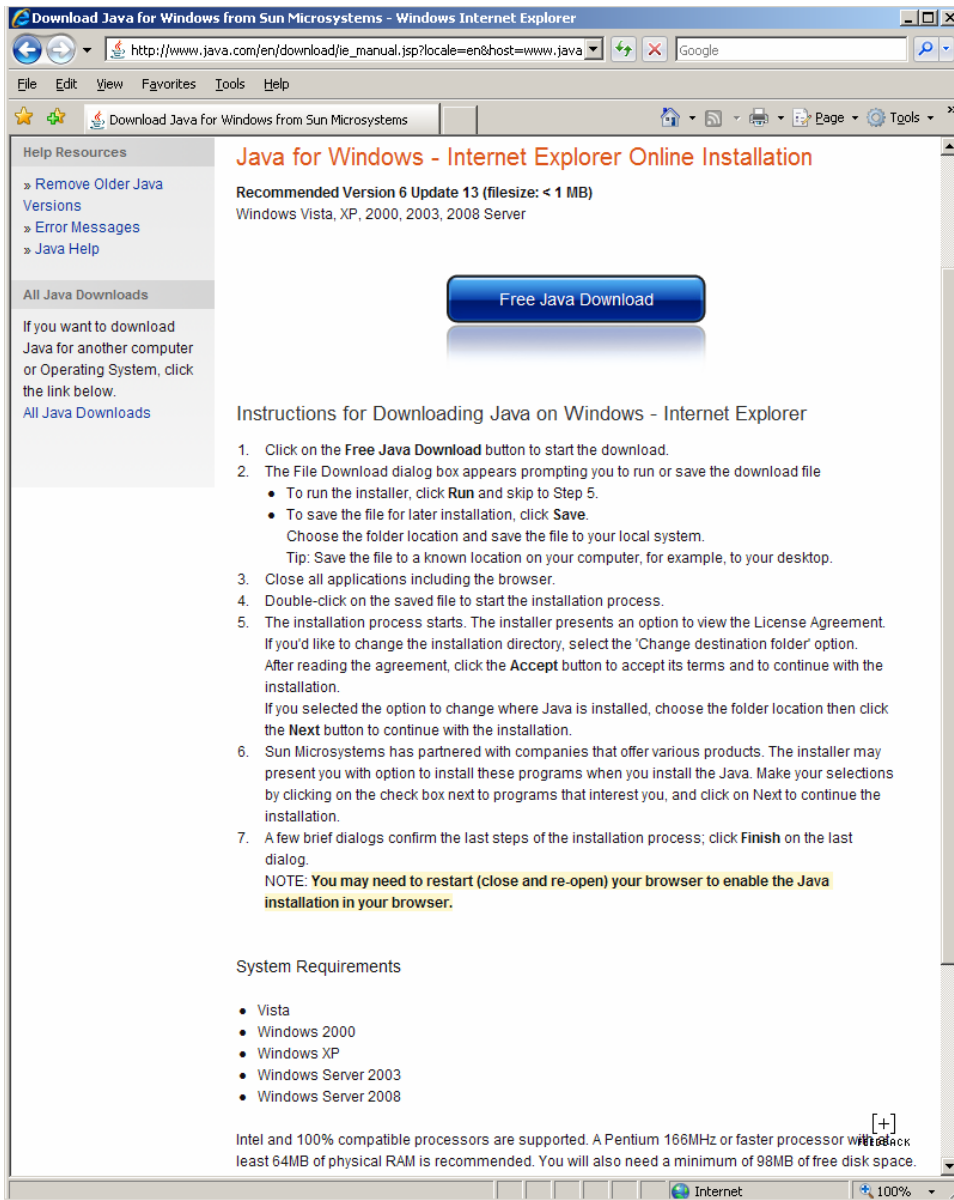 Download Java for Windows from Sun Microsystems - Windows Internet Explorer
http://www.java.com/en/download/ie_manual.jsp?locale=en&host=www.java
Google
File Edit View Favorites Tools Help
Download Java for Windows from Sun Microsystems
Page Tools
Help Resources
» Remove Older Java
Versions
» Error Messages
» Java Help
All Java Downloads
If you want to download
Java for another computer
or Operating System, click
the link below.
All Java Downloads
Java for Windows - Internet Explorer Online Installation
Recommended Version 6 Update 13 (filesize: < 1 MB)
Windows Vista, XP, 2000, 2003, 2008 Server
Free Java Download
Instructions for Downloading Java on Windows - Internet Explorer
1. Click on the Free Java Download button to start the download.
2. The File Download dialog box appears prompting you to run or save the download file
• To run the installer, click Run and skip to Step 5.
• To save the file for later installation, click Save.
Choose the folder location and save the file to your local system.
Tip: Save the file to a known location on your computer, for example, to your desktop.
3. Close all applications including the browser.
4. Double-click on the saved file to start the installation process.
5. The installation process starts. The installer presents an option to view the License Agreement.
If you'd like to change the installation directory, select the 'Change destination folder' option.
After reading the agreement, click the Accept button to accept its terms and to continue with the
installation.
If you selected the option to change where Java is installed, choose the folder location then click
the Next button to continue with the installation.
6. Sun Microsystems has partnered with companies that offer various products. The installer may
present you with option to install these programs when you install the Java. Make your selections
by clicking on the check box next to programs that interest you, and click on Next to continue the
installation.
7. A few brief dialogs confirm the last steps of the installation process; click Finish on the last
dialog.
NOTE: You may need to restart (close and re-open) your browser to enable the Java
installation in your browser.
System Requirements
• Vista
• Windows 2000
• Windows XP
• Windows Server 2003
• Windows Server 2008
[+]
FEEDBACK
Intel and 100% compatible processors are supported. A Pentium 166MHz or faster processor with at
least 64MB of physical RAM is recommended. You will also need a minimum of 98MB of free disk space.
Internet
100%